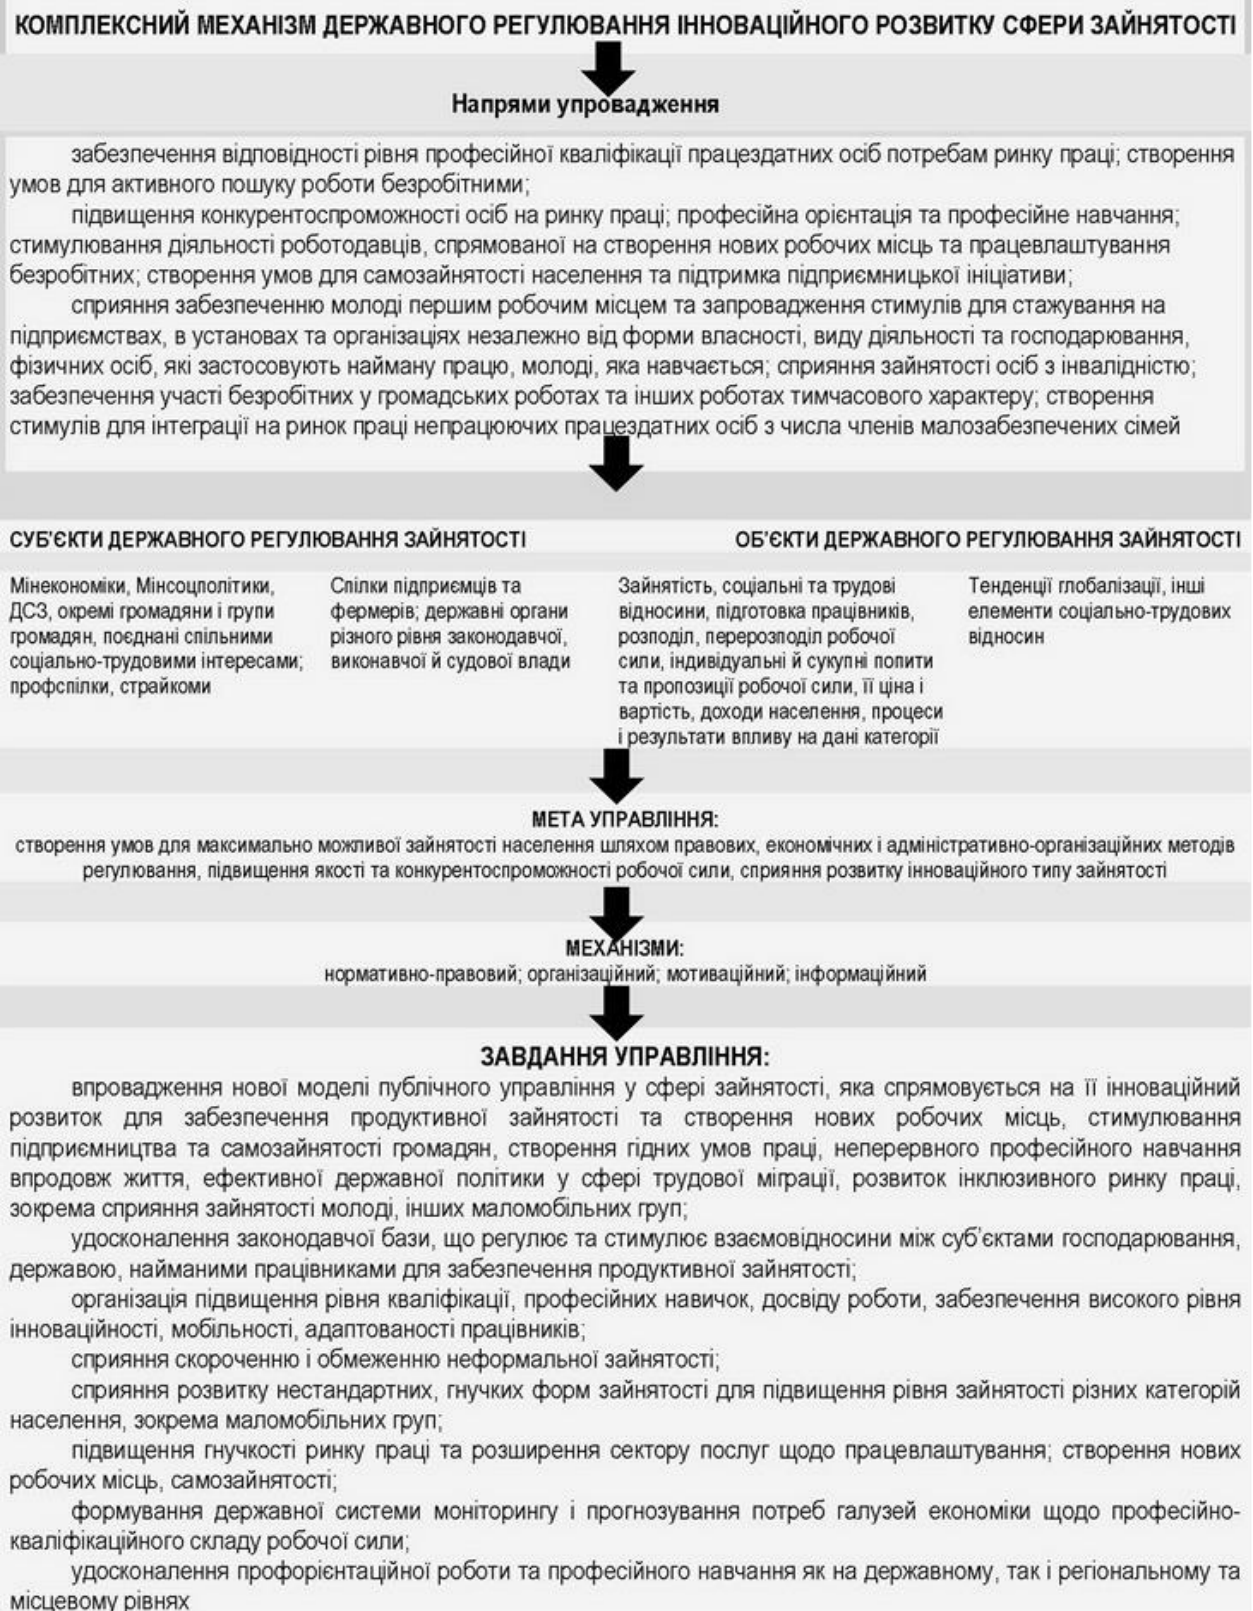 КОМПЛЕКСНИЙ МЕХАНІЗМ ДЕРЖАВНОГО РЕГУЛЮВАННЯ ІННОВАЦІЙНОГО РОЗВИТКУ СФЕРИ ЗАЙНЯТОСТІ
Напрями упровадження
забезпечення відповідності рівня професійної кваліфікації працездатних осіб потребам ринку праці; створення
умов для активного пошуку роботи безробітними;
підвищення конкурентоспроможності осіб на ринку праці; професійна орієнтація та професійне навчання;
стимулювання діяльності роботодавців, спрямованої на створення нових робочих місць та працевлаштування
безробітних; створення умов для самозайнятості населення та підтримка підприємницької ініціативи;
сприяння забезпеченню молоді першим робочим місцем та запровадження стимулів для стажування на
підприємствах, в установах та організаціях незалежно від форми власності, виду діяльності та господарювання,
фізичних осіб, які застосовують найману працю, молоді, яка навчається; сприяння зайнятості осіб з інвалідністю;
забезпечення участі безробітних у громадських роботах та інших роботах тимчасового характеру; створення
стимулів для інтеграції на ринок праці непрацюючих працездатних осіб з числа членів малозабезпечених сімей
СУБ'ЄКТИ ДЕРЖАВНОГО РЕГУЛЮВАННЯ ЗАЙНЯТОСТІ
Мінекономіки, Мінсоцполітики,
ДСЗ, окремі громадяни і групи
громадян, поєднані спільними
соціально-трудовими інтересами;
профспілки, страйкоми
Спілки підприємців та
фермерів; державні органи
різного рівня законодавчої,
виконавчої й судової влади
ОБ'ЄКТИ ДЕРЖАВНОГО РЕГУЛЮВАННЯ ЗАЙНЯТОСТІ
Зайнятість, соціальні та трудові
відносини, підготовка працівників,
розподіл, перерозподіл робочої
сили, індивідуальні й сукупні попити
та пропозиції робочої сили, її ціна і
вартість, доходи населення, процеси
і результати впливу на дані категорії
Тенденції глобалізації, інші
елементи соціально-трудових
відносин
МЕТА УПРАВЛІННЯ:
створення умов для максимально можливої зайнятості населення шляхом правових, економічних і адміністративно-організаційних методів
регулювання, підвищення якості та конкурентоспроможності робочої сили, сприяння розвитку інноваційного типу зайнятості
МЕХАНІЗМИ:
нормативно-правовий; організаційний; мотиваційний; інформаційний
ЗАВДАННЯ УПРАВЛІННЯ:
впровадження нової моделі публічного управління у сфері зайнятості, яка спрямовується на її інноваційний
розвиток для забезпечення продуктивної зайнятості та створення нових робочих місць, стимулювання
підприємництва та самозайнятості громадян, створення гідних умов праці, неперервного професійного навчання
впродовж життя, ефективної державної політики у сфері трудової міграції, розвиток інклюзивного ринку праці,
зокрема сприяння зайнятості молоді, інших маломобільних груп;
удосконалення законодавчої бази, що регулює та стимулює взаємовідносини між суб'єктами господарювання,
державою, найманими працівниками для забезпечення продуктивної зайнятості;
організація підвищення рівня кваліфікації, професійних навичок, досвіду роботи, забезпечення високого рівня
інноваційності, мобільності, адаптованості працівників;
сприяння скороченню і обмеженню неформальної зайнятості;
сприяння розвитку нестандартних, гнучких форм зайнятості для підвищення рівня зайнятості різних категорій
населення, зокрема маломобільних груп;
підвищення гнучкості ринку праці та розширення сектору послуг щодо працевлаштування; створення нових
робочих місць, самозайнятості;
формування державної системи моніторингу і прогнозування потреб галузей економіки щодо професійно-
кваліфікаційного складу робочої сили;
удосконалення профорієнтаційної роботи та професійного навчання як на державному, так і регіональному та
місцевому рівнях